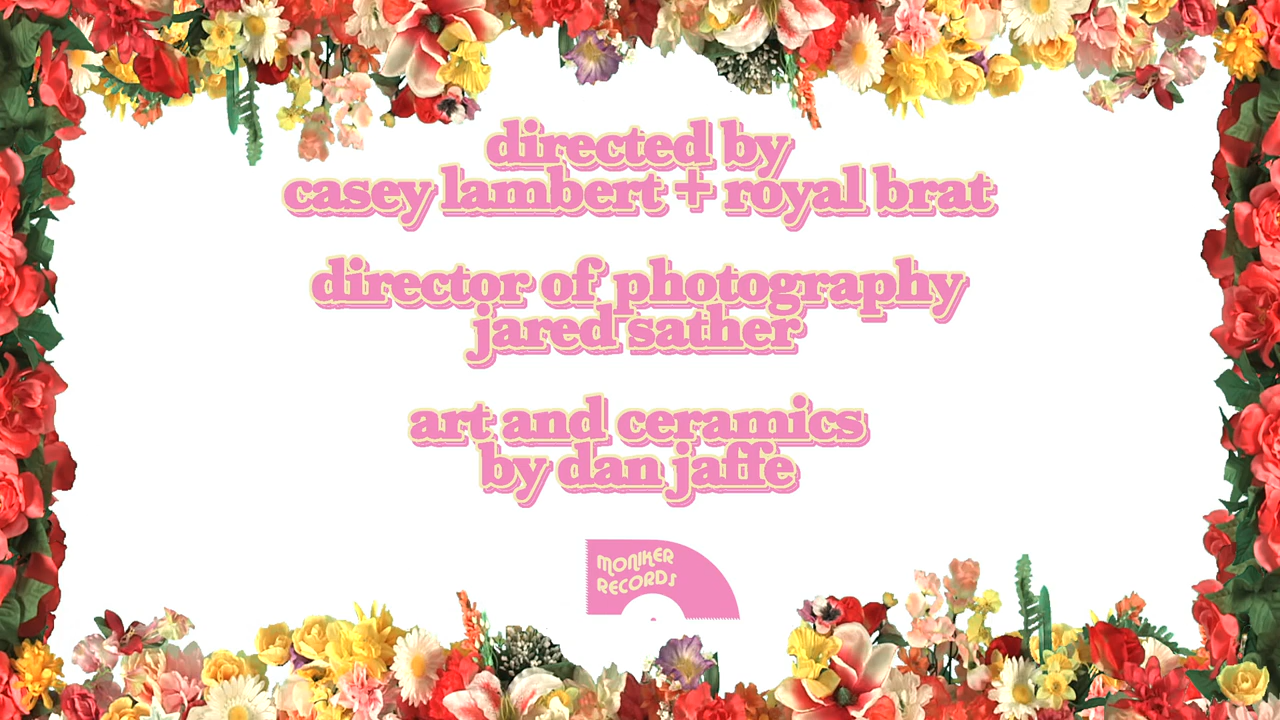 directed by
casey lambert + royal brat
director of photography
jared sather
art and ceramics
by dan jaffe
MONIKER
RECORDS